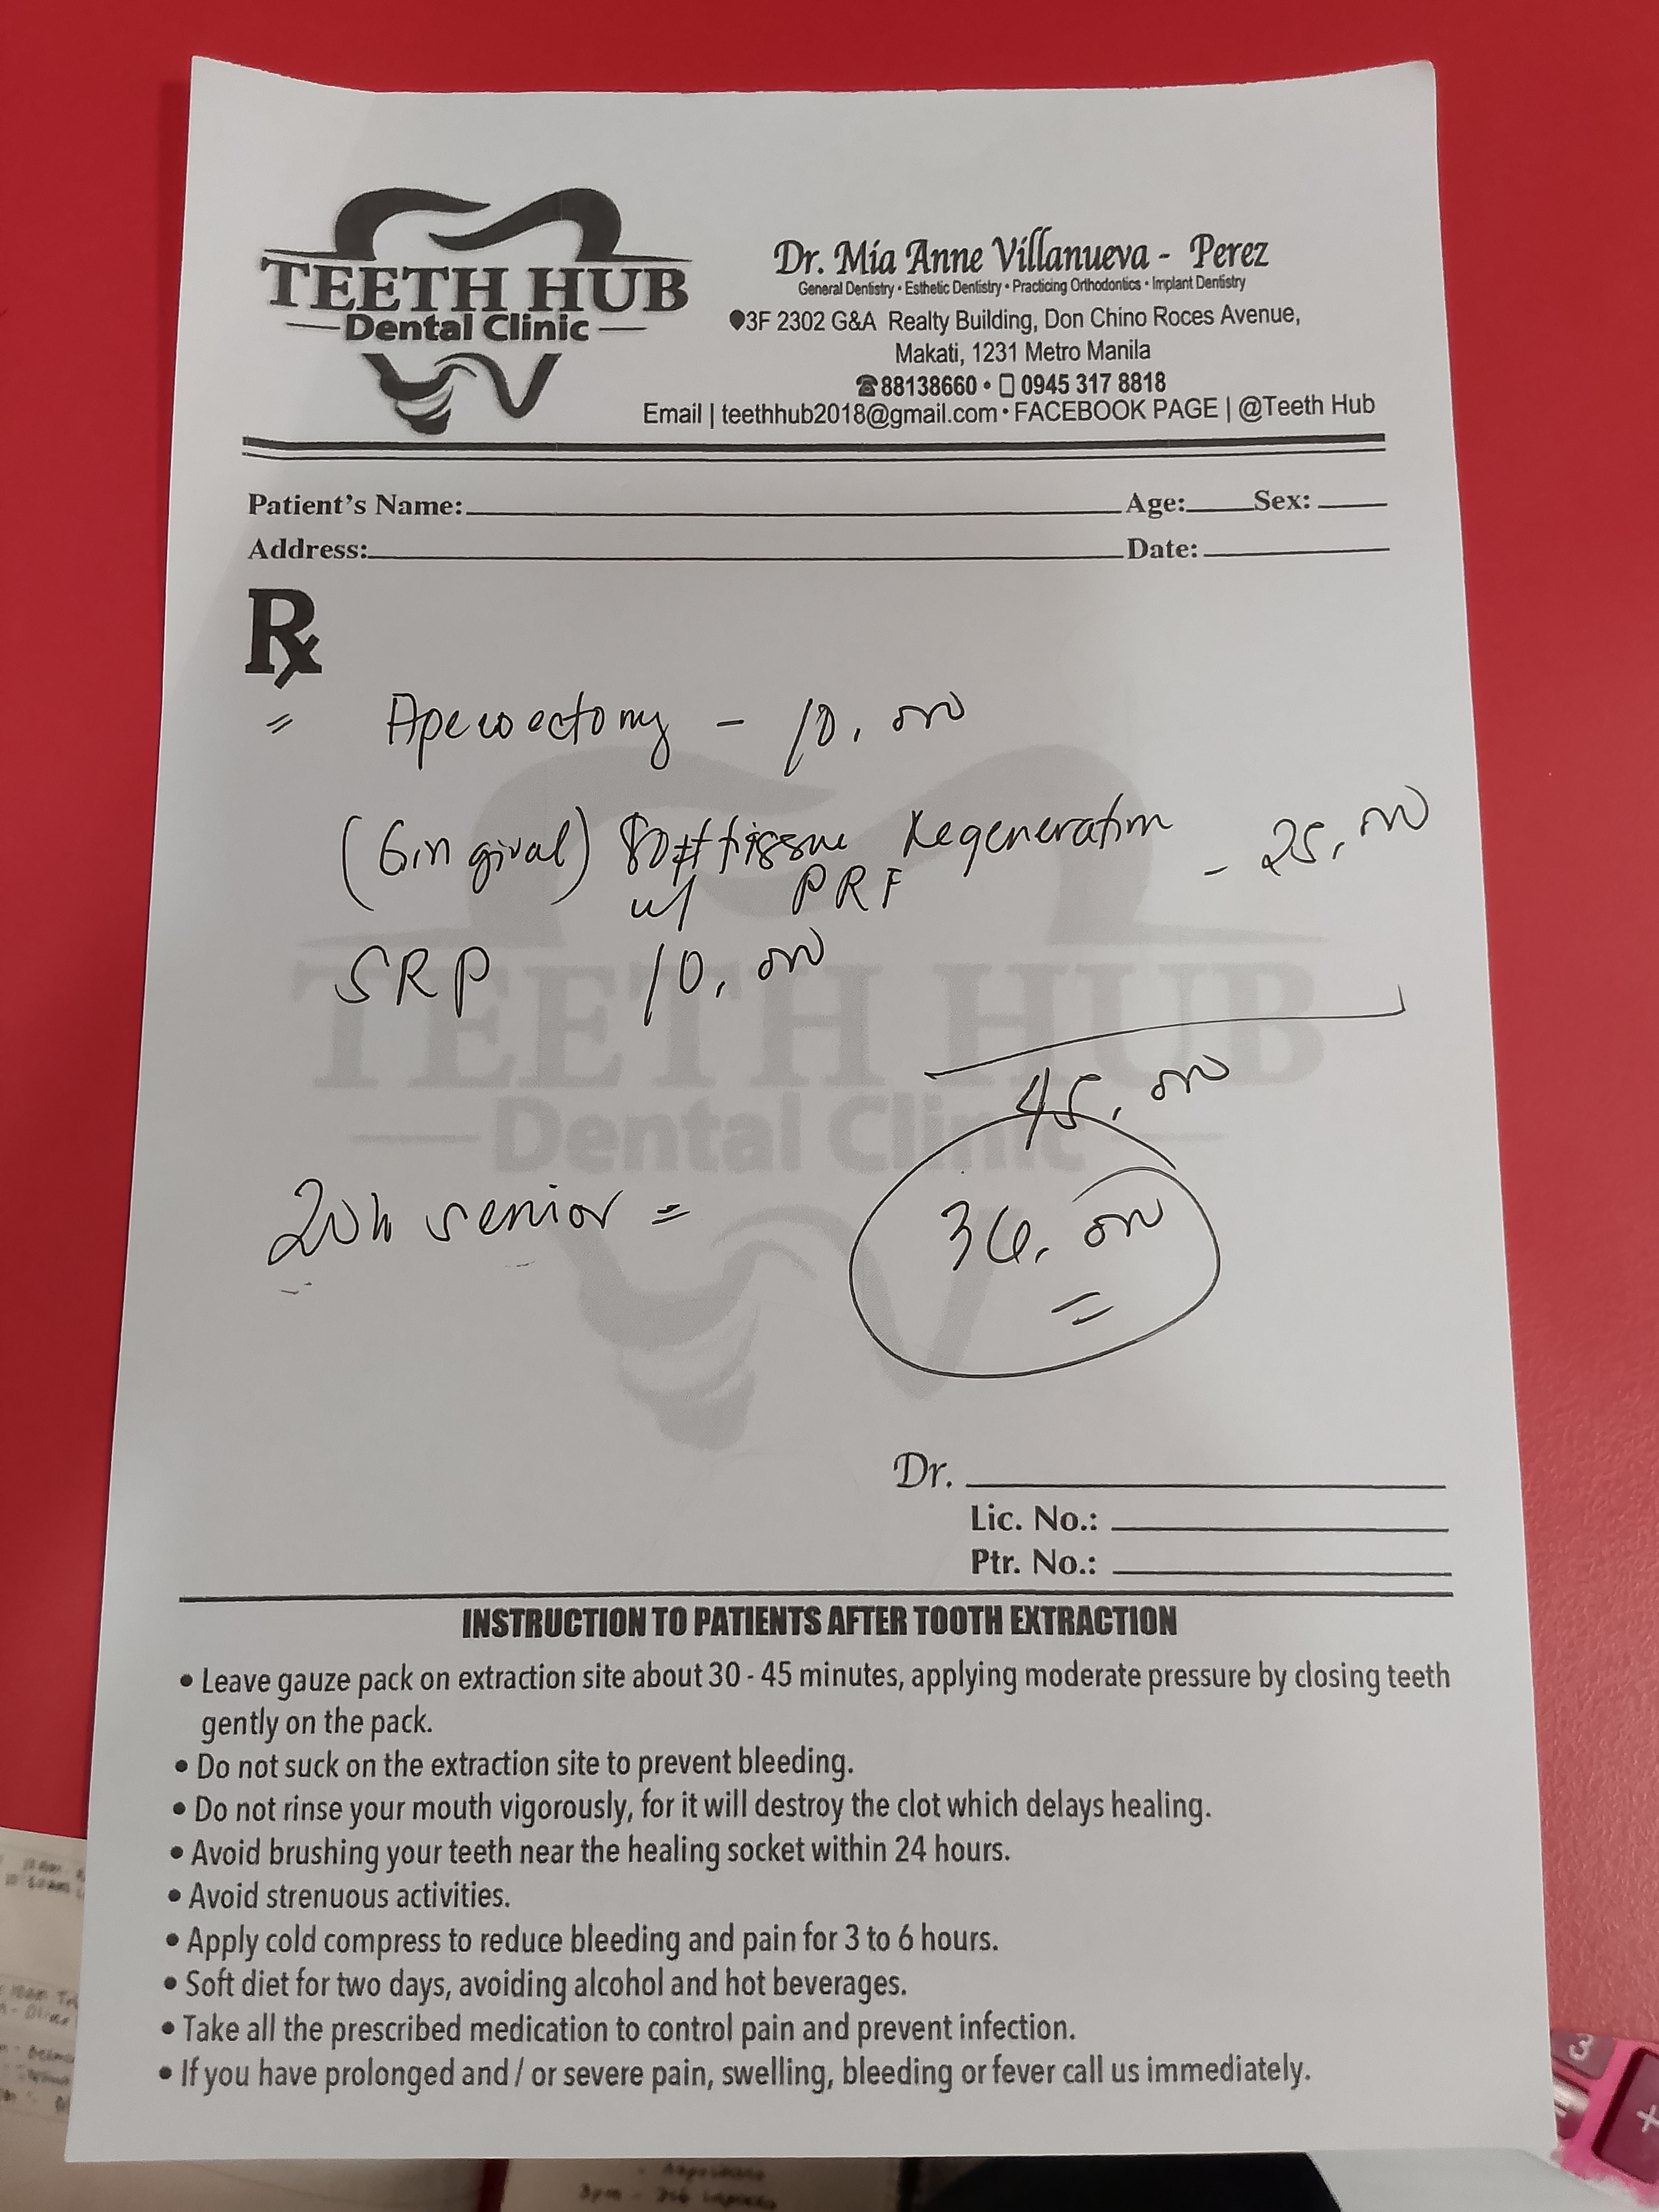 TEETH HUB
Dental Clinic
Dr. Mia Anne Villanueva - Perez
General Dentistry • Esthetic Dentistry • Practicing Orthodontics • Implant Dentistry
3F 2302 G&A Realty Building, Don Chino Roces Avenue,
Makati, 1231 Metro Manila
☎88138660 • 0945 317 8818
Email | teethhub2018@gmail.com • FACEBOOK PAGE | @Teeth Hub
Patient's Name: Age: Sex:
Address: Date:
Rx
= Apecoectomy - 10, 000
(Gingival) Soft tissue Regeneration - 25, 000
w/ PRF
SRP 10, 000
45, 000
20% senior = 36, 000
TEETH HUB
Dental Clinic
Dr.
Lic. No.:
Ptr. No.:
INSTRUCTION TO PATIENTS AFTER TOOTH EXTRACTION
• Leave gauze pack on extraction site about 30 - 45 minutes, applying moderate pressure by closing teeth
gently on the pack.
• Do not suck on the extraction site to prevent bleeding.
• Do not rinse your mouth vigorously, for it will destroy the clot which delays healing.
• Avoid brushing your teeth near the healing socket within 24 hours.
• Avoid strenuous activities.
• Apply cold compress to reduce bleeding and pain for 3 to 6 hours.
• Soft diet for two days, avoiding alcohol and hot beverages.
• Take all the prescribed medication to control pain and prevent infection.
• If you have prolonged and / or severe pain, swelling, bleeding or fever call us immediately.
3
+
3pm -